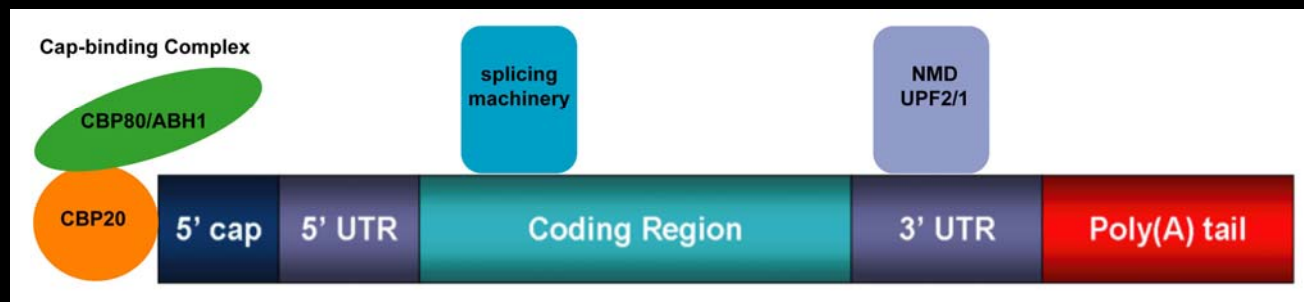 Cap-binding Complex
CBP80/ABH1
CBP20
splicing
machinery
NMD
UPF2/1
5' cap
5' UTR
Coding Region
3' UTR
Poly(A) tail